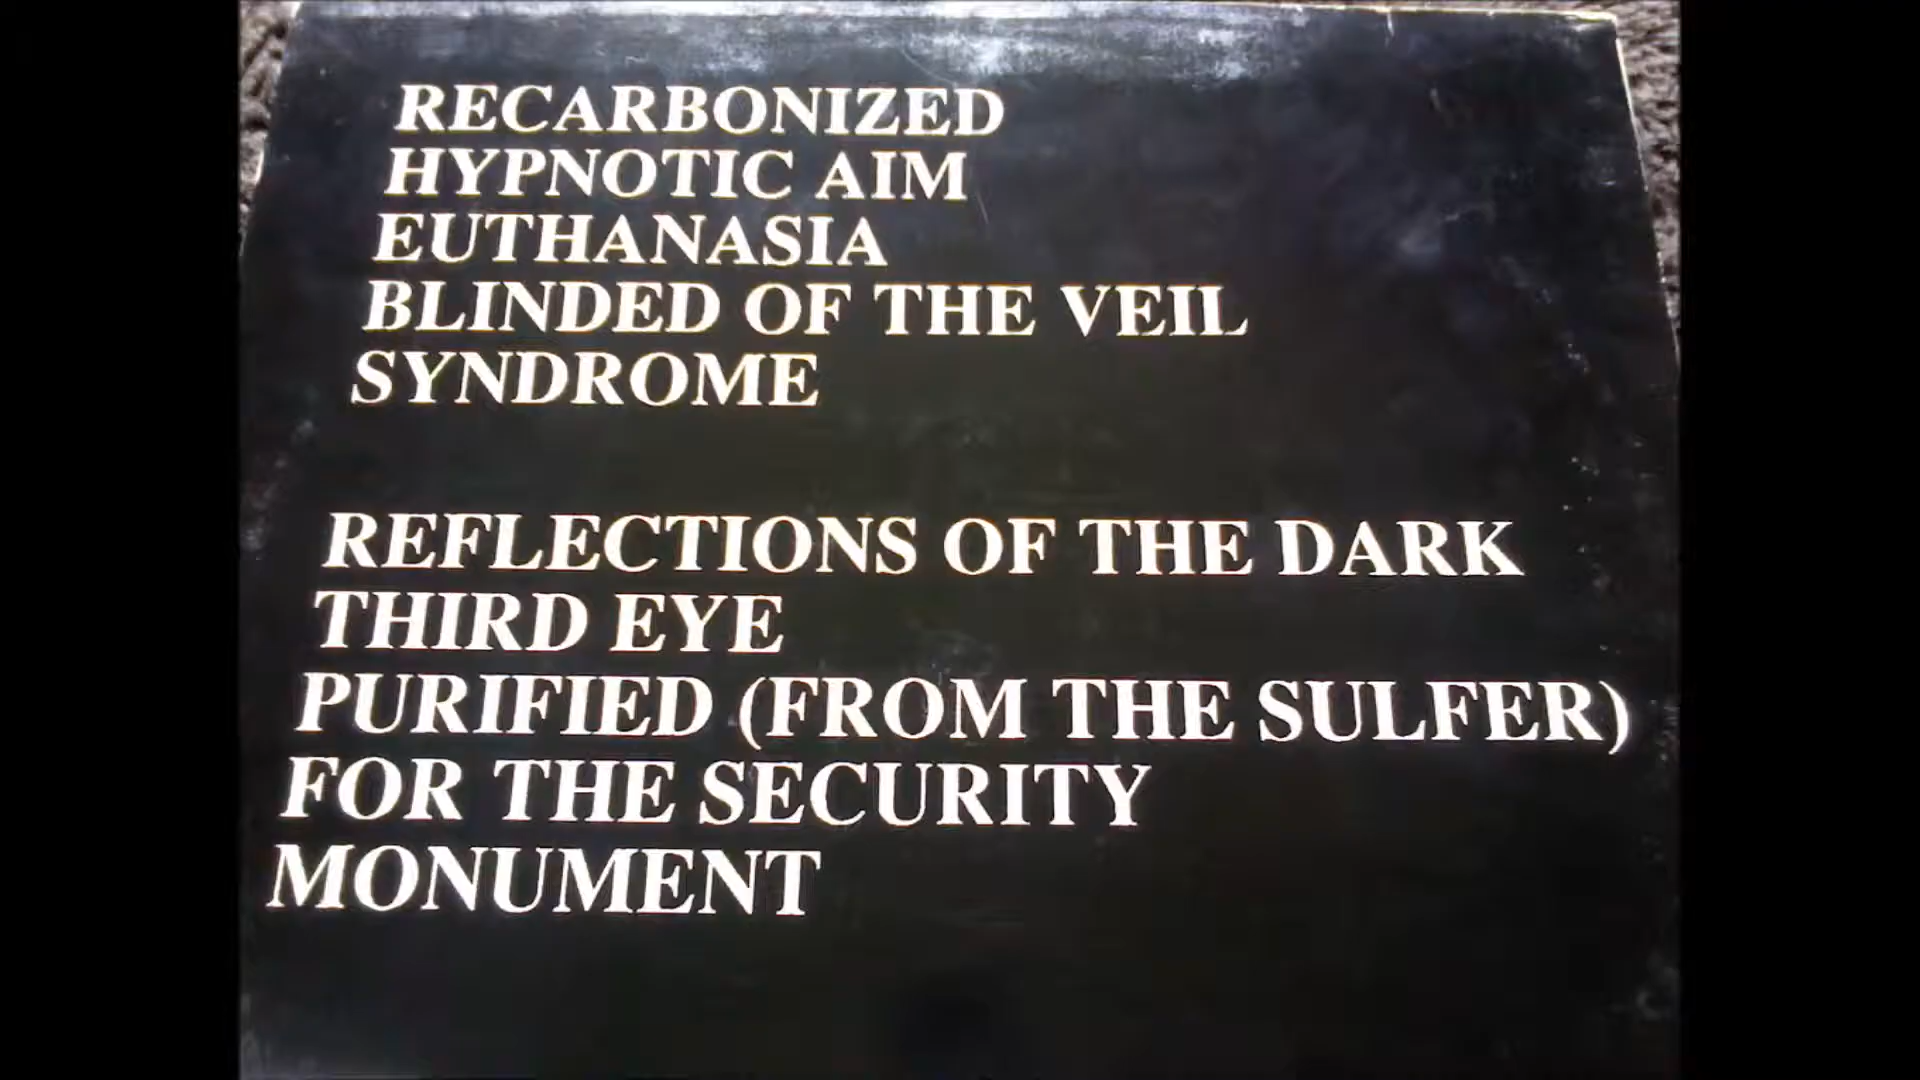 RECARBONIZED
HYPNOTIC AIM
EUTHANASIA
BLINDED OF THE VEIL
SYNDROME
REFLECTIONS OF THE DARK
THIRD EYE
PURIFIED (FROM THE SULFER)
FOR THE SECURITY
MONUMENT